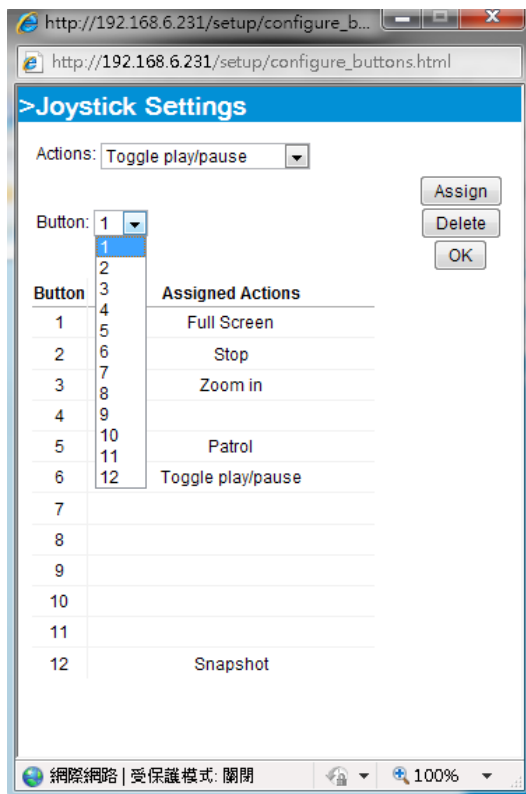 http://192.168.6.231/setup/configure_b...
http://192.168.6.231/setup/configure_buttons.html
>Joystick Settings
Actions: Toggle play/pause
Assign
Button: 1
Delete
OK
1
2
3
4
5
6
7
8
9
10
11
12
Button Assigned Actions
1 Full Screen
2 Stop
3 Zoom in
4
5 Patrol
6 Toggle play/pause
7
8
9
10
11
12 Snapshot
網際網路 | 受保護模式: 關閉 100%